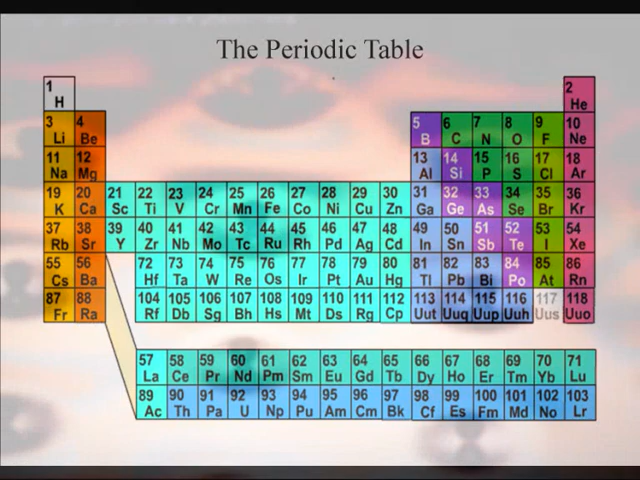 The Periodic Table
1 2
H He
3 4 5 6 7 8 9 10
Li Be B C N O F Ne
11 12 13 14 15 16 17 18
Na Mg Al Si P S Cl Ar
19 20 21 22 23 24 25 26 27 28 29 30 31 32 33 34 35 36
K Ca Sc Ti V Cr Mn Fe Co Ni Cu Zn Ga Ge As Se Br Kr
37 38 39 40 41 42 43 44 45 46 47 48 49 50 51 52 53 54
Rb Sr Y Zr Nb Mo Tc Ru Rh Pd Ag Cd In Sn Sb Te I Xe
55 56 72 73 74 75 76 77 78 79 80 81 82 83 84 85 86
Cs Ba Hf Ta W Re Os Ir Pt Au Hg Tl Pb Bi Po At Rn
87 88 104 105 106 107 108 109 110 111 112 113 114 115 116 117 118
Fr Ra Rf Db Sg Bh Hs Mt Ds Rg Cp Uut Uuq Uup Uuh Uus Uuo
57 58 59 60 61 62 63 64 65 66 67 68 69 70 71
La Ce Pr Nd Pm Sm Eu Gd Tb Dy Ho Er Tm Yb Lu
89 90 91 92 93 94 95 96 97 98 99 100 101 102 103
Ac Th Pa U Np Pu Am Cm Bk Cf Es Fm Md No Lr